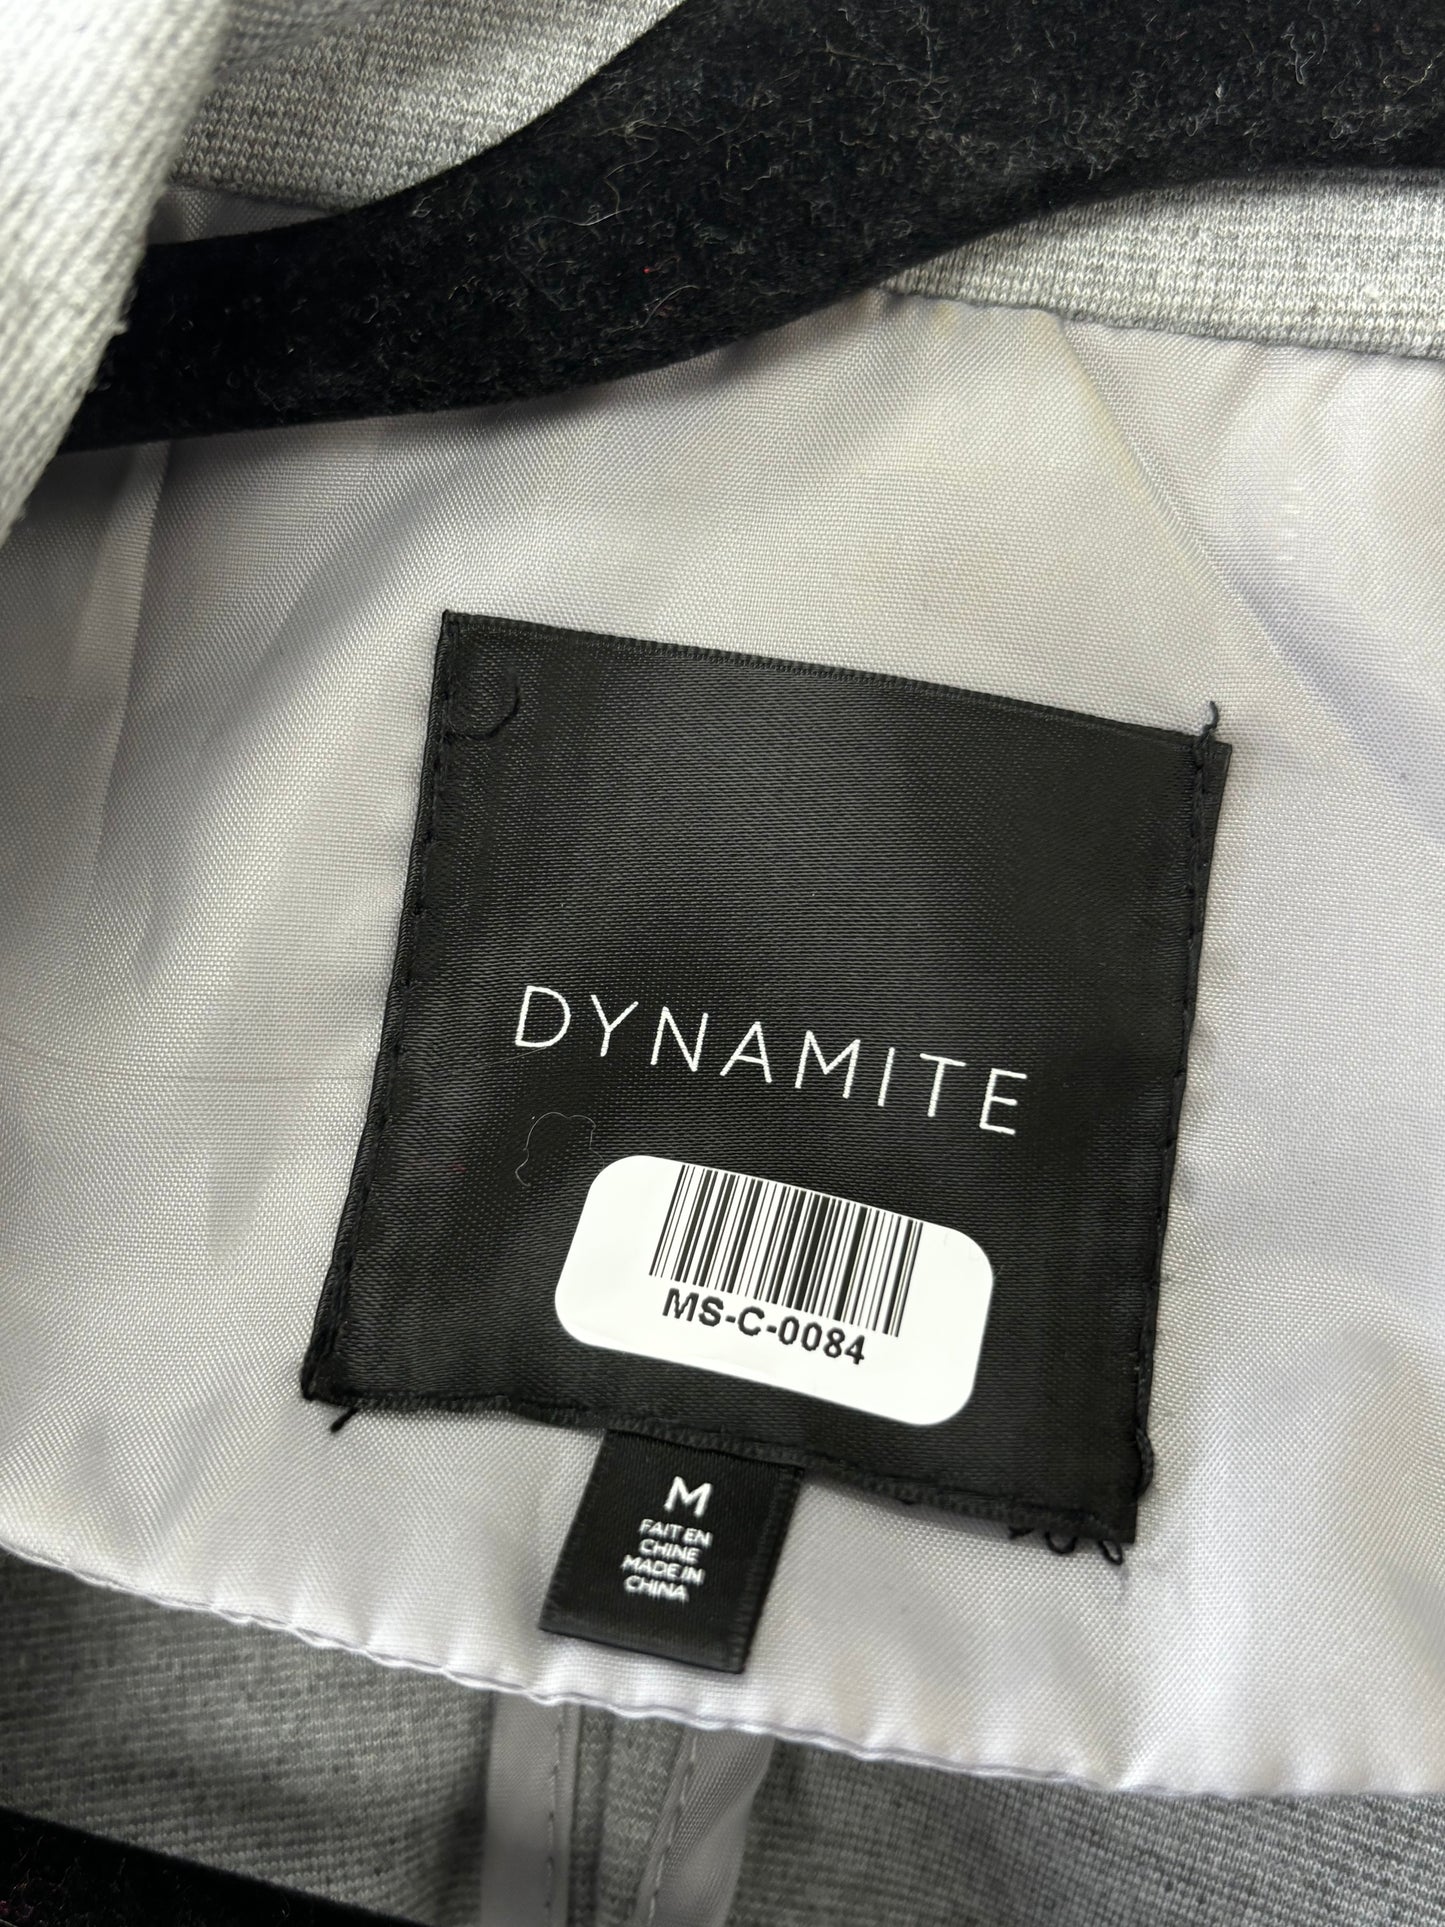 DYNAMITE
MS-C-0084
M
FAIT EN
CHINE
MADE IN
CHINA